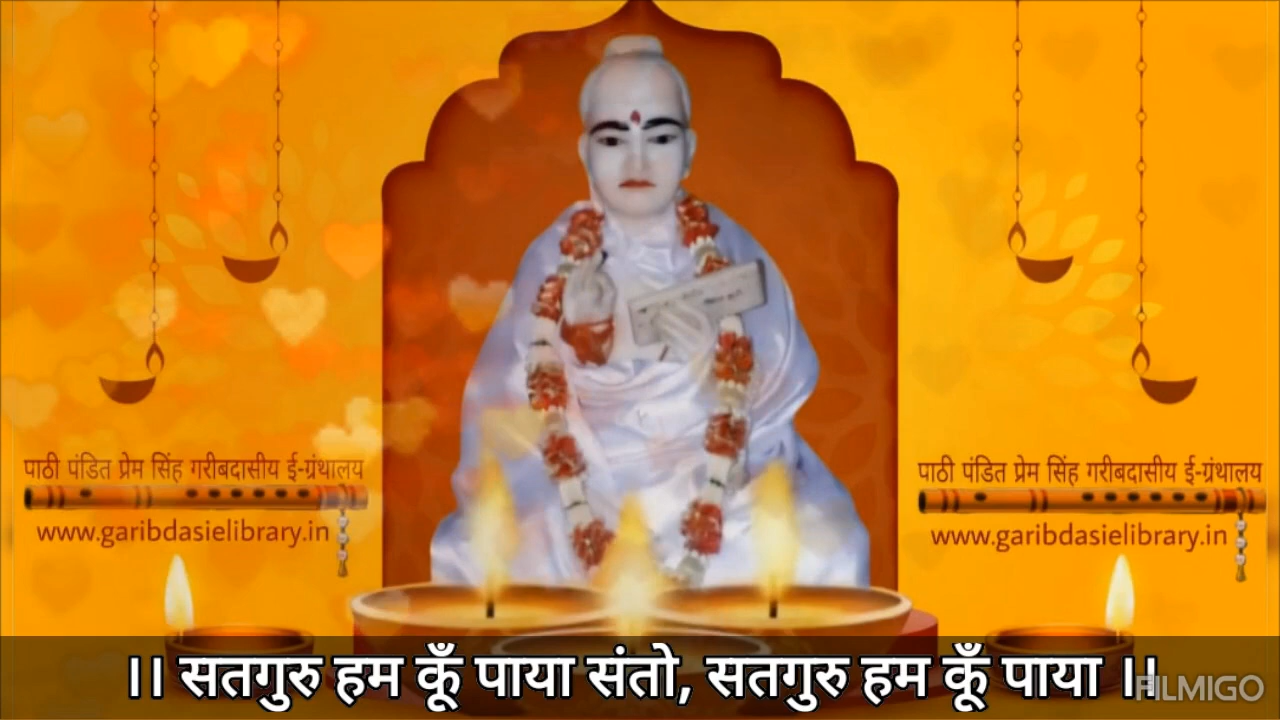 पाठी पंडित प्रेम सिंह गरीबदासीय ई-ग्रंथालय
www.garibdasielibrary.in
पाठी पंडित प्रेम सिंह गरीबदासीय ई-ग्रंथालय
www.garibdasielibrary.in
।। सतगुरु हम कूँ पाया संतो, सतगुरु हम कूँ पाया ।।
FILMIGO